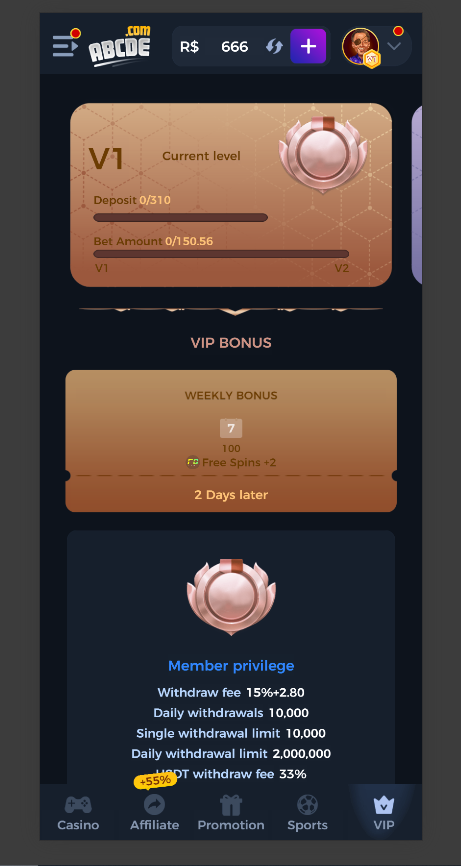 .com
ABCDE
R$ 666 +
V1
Current level
Deposit 0/310
Bet Amount 0/150.56
V1 V2
VIP BONUS
WEEKLY BONUS
7
100
Free Spins +2
2 Days later
Member privilege
Withdraw fee 15%+2.80
Daily withdrawals 10,000
Single withdrawal limit 10,000
Daily withdrawal limit 2,000,000
USDT withdraw fee 33%
+55%
Casino Affiliate Promotion Sports VIP